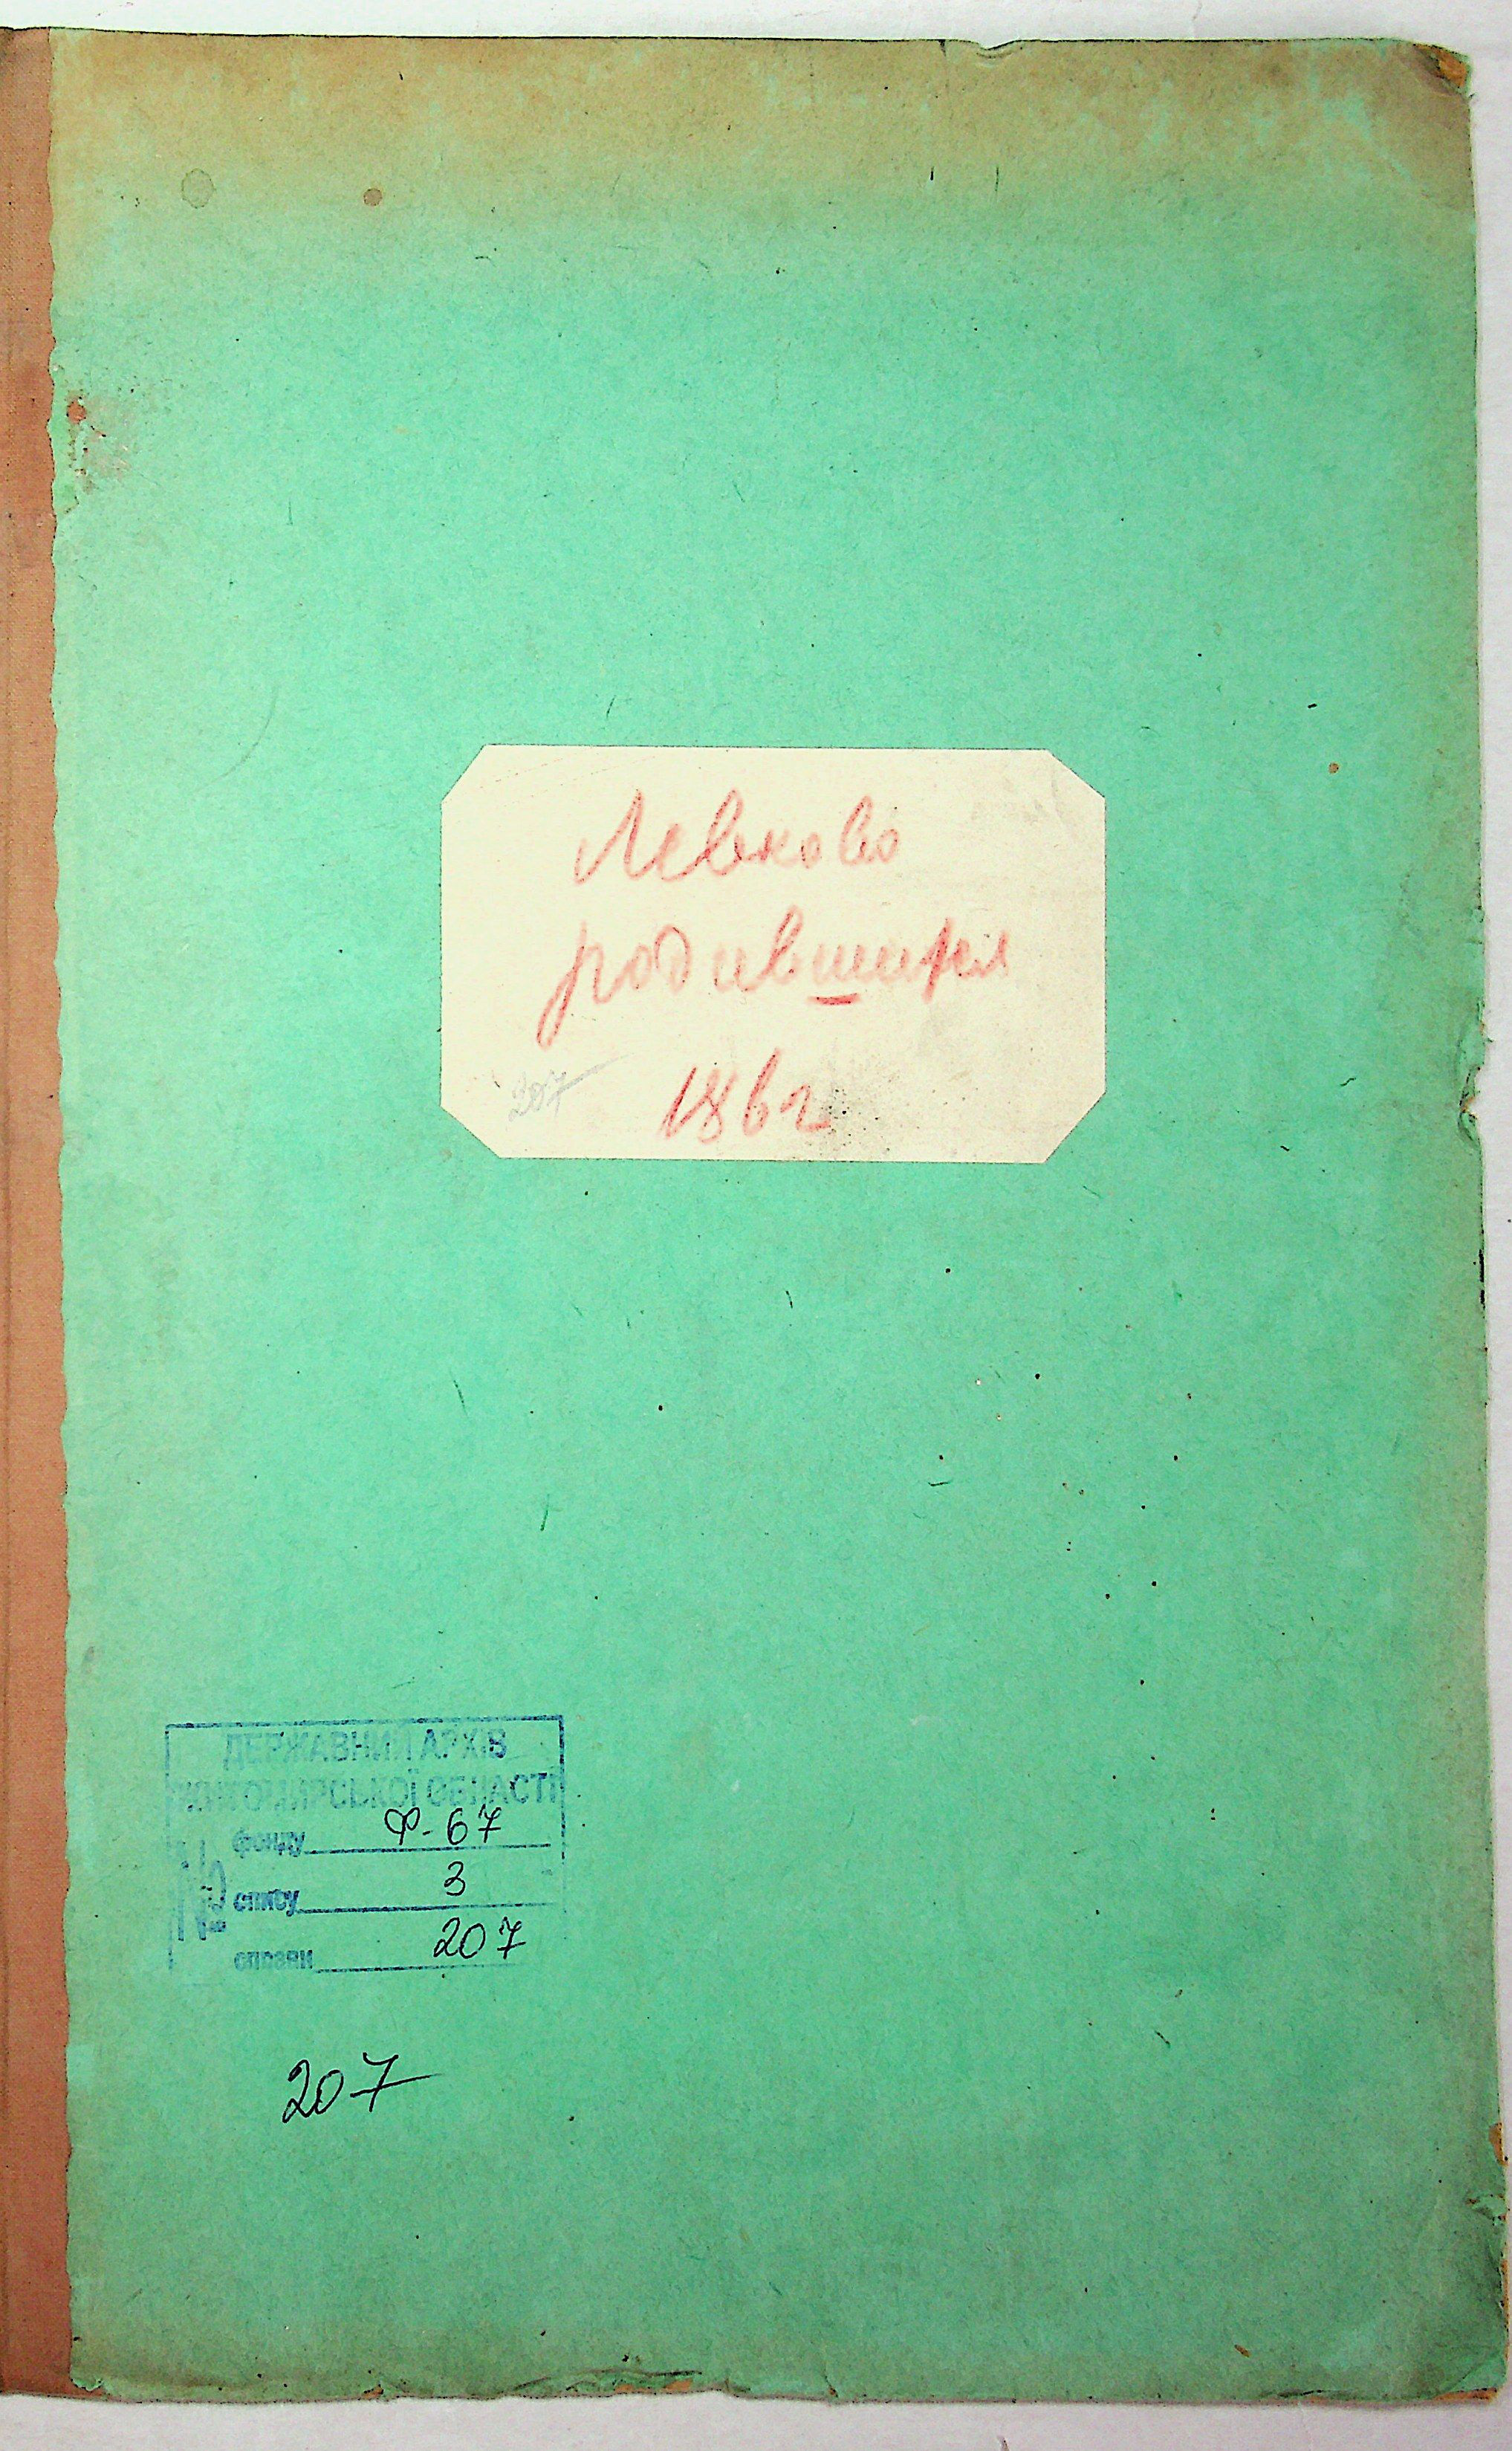 Левково
родившихся
1862
207
ДЕРЖАВНИЙ АРХІВ
ЖИТОМИРСЬКОЇ ОБЛАСТІ
фонду Ф-67
№ опису 3
справи 207
207